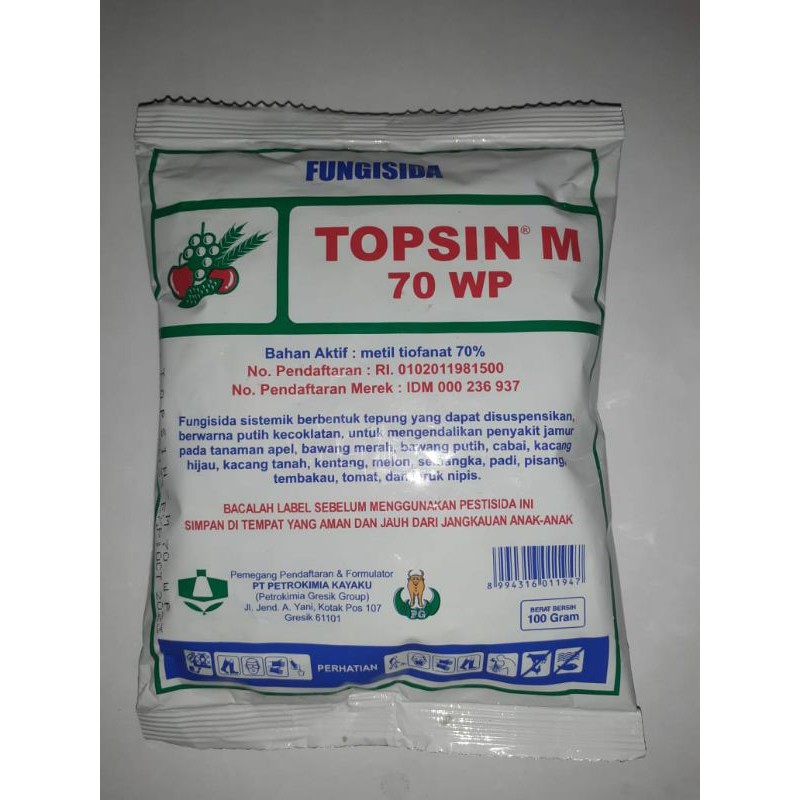 FUNGISIDA
TOPSIN® M
70 WP
Bahan Aktif : metil tiofanat 70%
No. Pendaftaran : RI. 0102011981500
No. Pendaftaran Merek : IDM 000 236 937
Fungisida sistemik berbentuk tepung yang dapat disuspensikan,
berwarna putih kecoklatan, untuk mengendalikan penyakit jamur
pada tanaman apel, bawang merah, bawang putih, cabai, kacang
hijau, kacang tanah, kentang, melon, semangka, padi, pisang,
tembakau, tomat, dan jeruk nipis.
BACALAH LABEL SEBELUM MENGGUNAKAN PESTISIDA INI
SIMPAN DI TEMPAT YANG AMAN DAN JAUH DARI JANGKAUAN ANAK-ANAK
Pemegang Pendaftaran & Formulator
PT PETROKIMIA KAYAKU
(Petrokimia Gresik Group)
Jl. Jend. A. Yani, Kotak Pos 107
Gresik 61101
PG
8 994316 011947
BERAT BERSIH
100 Gram
PERHATIAN